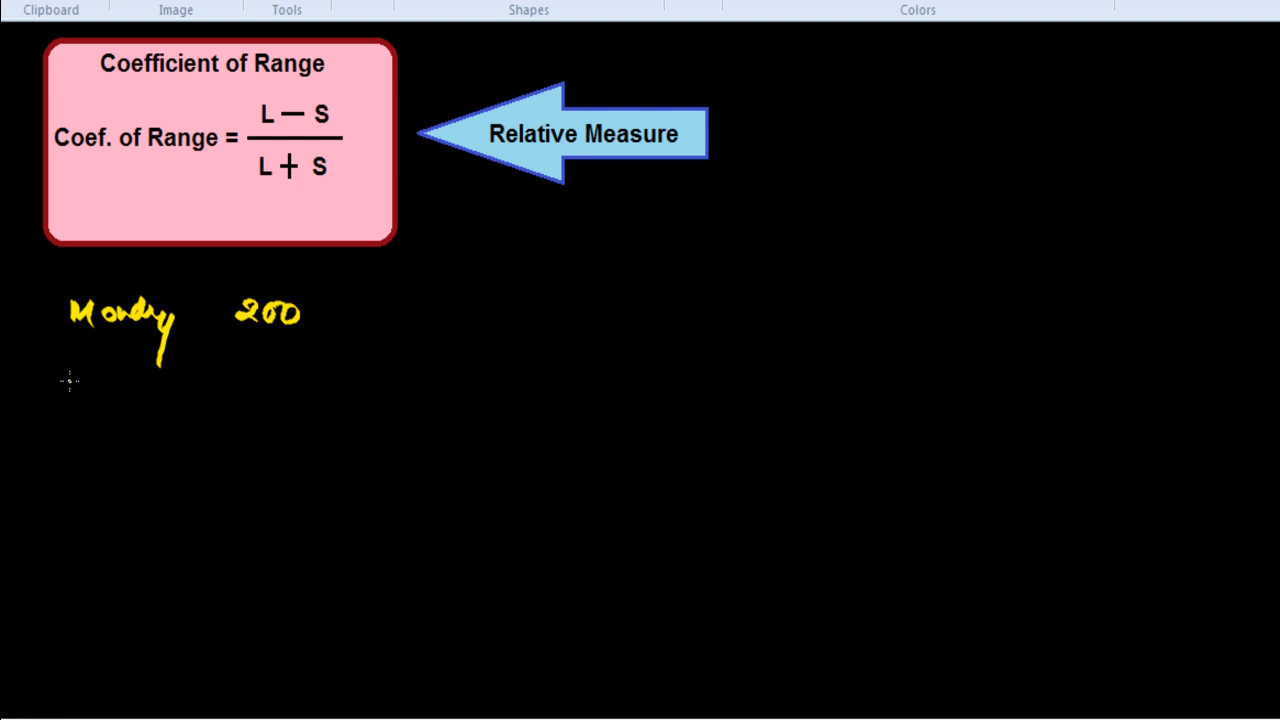 Clipboard Image Tools Shapes Colors
Coefficient of Range
L — S
Coef. of Range =
L + S
Relative Measure
Monday 200